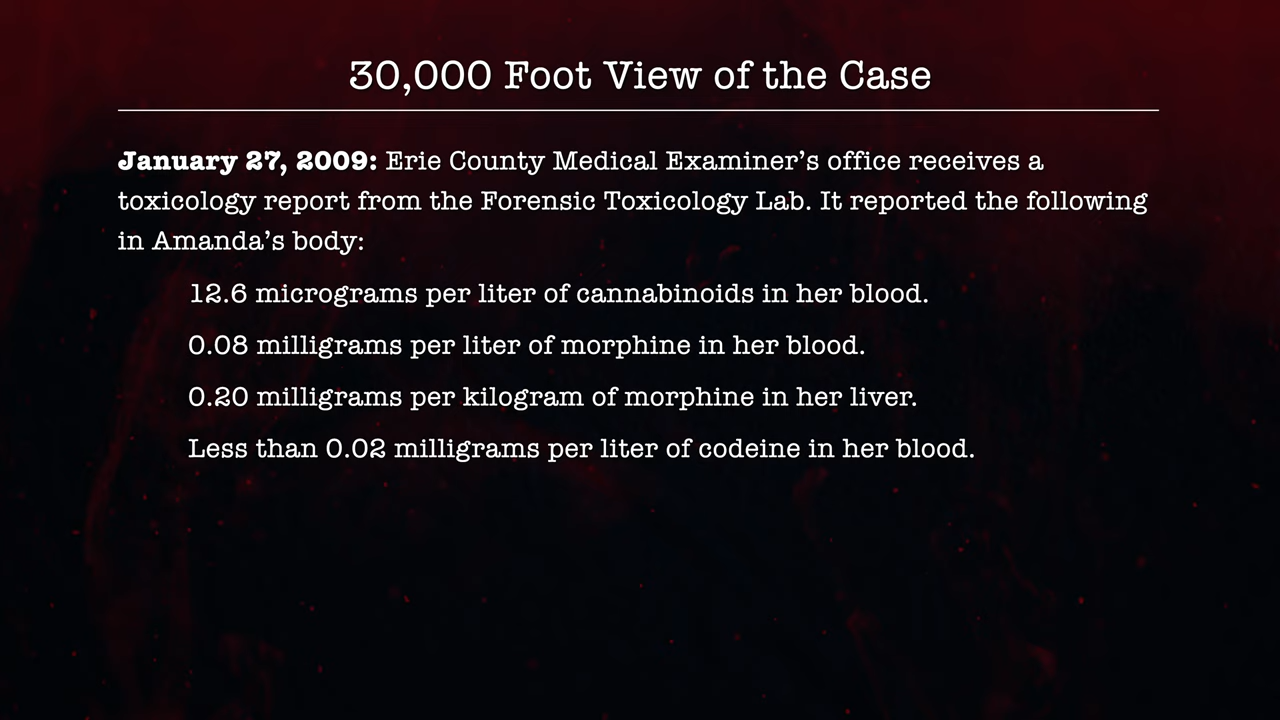 30,000 Foot View of the Case
January 27, 2009: Erie County Medical Examiner’s office receives a
toxicology report from the Forensic Toxicology Lab. It reported the following
in Amanda’s body:
12.6 micrograms per liter of cannabinoids in her blood.
0.08 milligrams per liter of morphine in her blood.
0.20 milligrams per kilogram of morphine in her liver.
Less than 0.02 milligrams per liter of codeine in her blood.